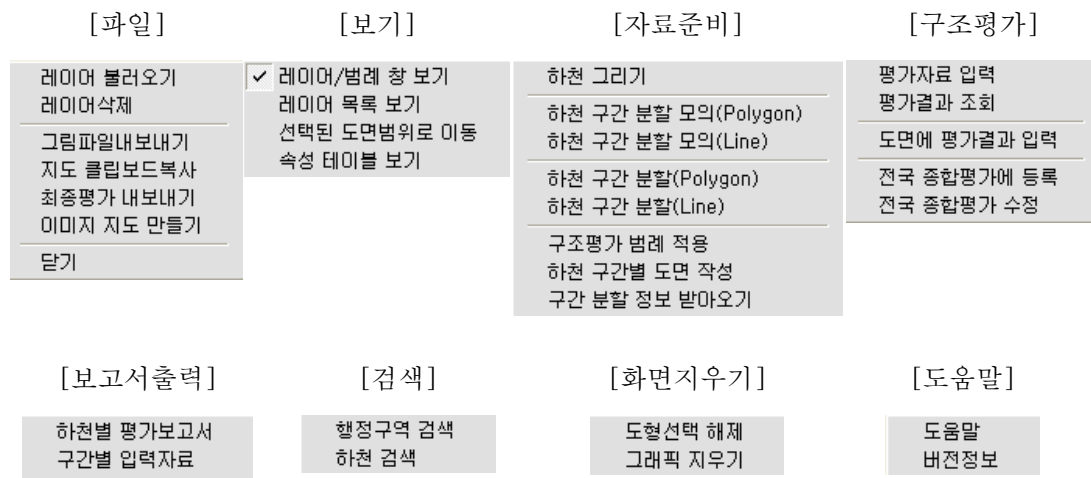 [파일]
레이어 불러오기
레이어삭제
그림파일내보내기
지도 클립보드복사
최종평가 내보내기
이미지 지도 만들기
닫기
[보기]
레이어/범례 창 보기
레이어 목록 보기
선택된 도면범위로 이동
속성 테이블 보기
[자료준비]
하천 그리기
하천 구간 분할 모의(Polygon)
하천 구간 분할 모의(Line)
하천 구간 분할(Polygon)
하천 구간 분할(Line)
구조평가 범례 적용
하천 구간별 도면 작성
구간 분할 정보 받아오기
[구조평가]
평가자료 입력
평가결과 조회
도면에 평가결과 입력
전국 종합평가에 등록
전국 종합평가 수정
[보고서출력]
하천별 평가보고서
구간별 입력자료
[검색]
행정구역 검색
하천 검색
[화면지우기]
도형선택 해제
그래픽 지우기
[도움말]
도움말
버전정보